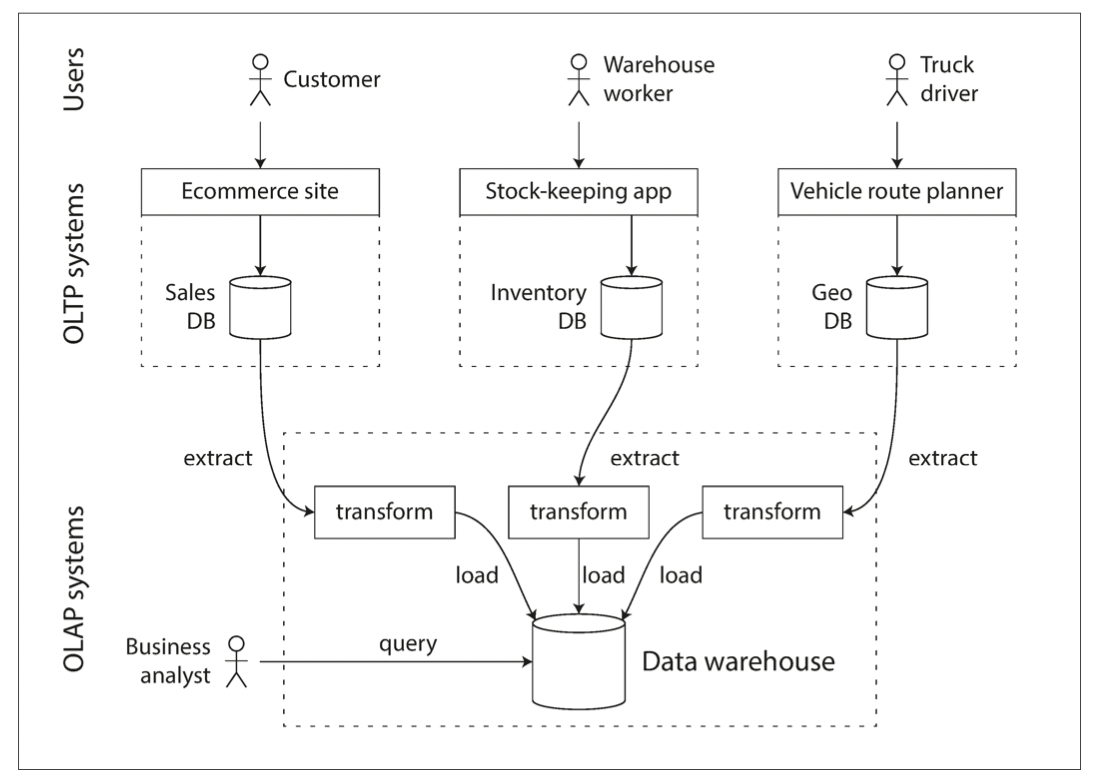 Users
Customer
Warehouse
worker
Truck
driver
OLTP systems
Ecommerce site
Stock-keeping app
Vehicle route planner
Sales
DB
Inventory
DB
Geo
DB
extract
extract
extract
OLAP systems
transform
transform
transform
load
load
load
Business
analyst
query
Data warehouse